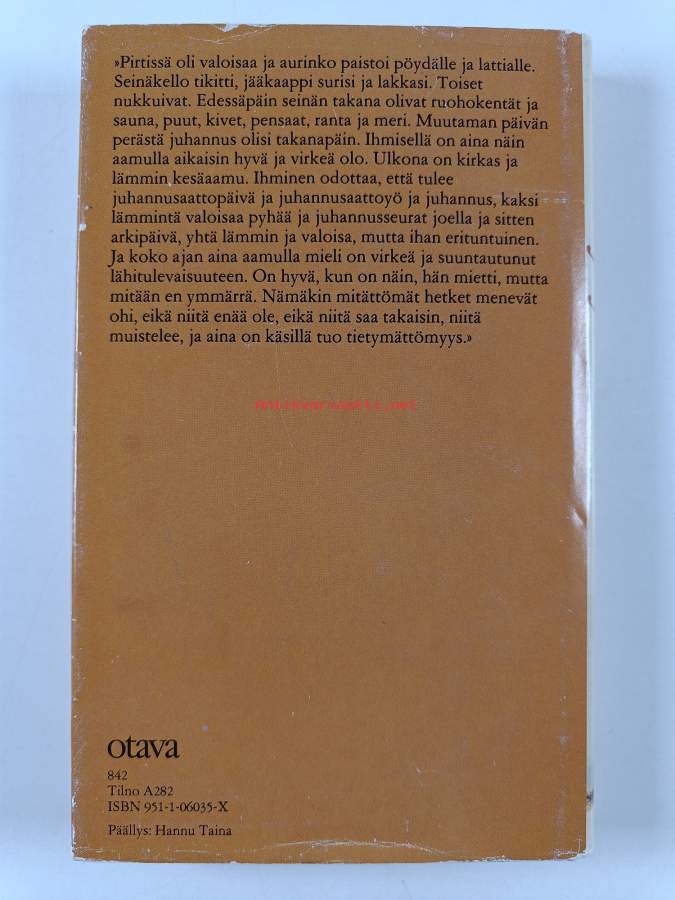 »Pirtissä oli valoisaa ja aurinko paistoi pöydälle ja lattialle.
Seinäkello tikitti, jääkaappi surisi ja lakkasi. Toiset
nukkuivat. Edessäpäin seinän takana olivat ruohokentät ja
sauna, puut, kivet, pensaat, ranta ja meri. Muutaman päivän
perästä juhannus olisi takanapäin. Ihmisellä on aina näin
aamulla aikaisin hyvä ja virkeä olo. Ulkona on kirkas ja
lämmin kesäaamu. Ihminen odottaa, että tulee
juhannusaattopäivä ja juhannusaattoyö ja juhannus, kaksi
lämmintä valoisaa pyhää ja juhannusseurat joella ja sitten
arkipäivä, yhtä lämmin ja valoisa, mutta ihan erituntuinen.
Ja koko ajan aina aamulla mieli on virkeä ja suuntautunut
lähitulevaisuuteen. On hyvä, kun on näin, hän mietti, mutta
mitään en ymmärrä. Nämäkin mitättömät hetket menevät
ohi, eikä niitä enää ole, eikä niitä saa takaisin, niitä
muistelee, ja aina on käsillä tuo tietymättömyys.»
otava
842
Tilno A282
ISBN 951-1-06035-X
Päällys: Hannu Taina